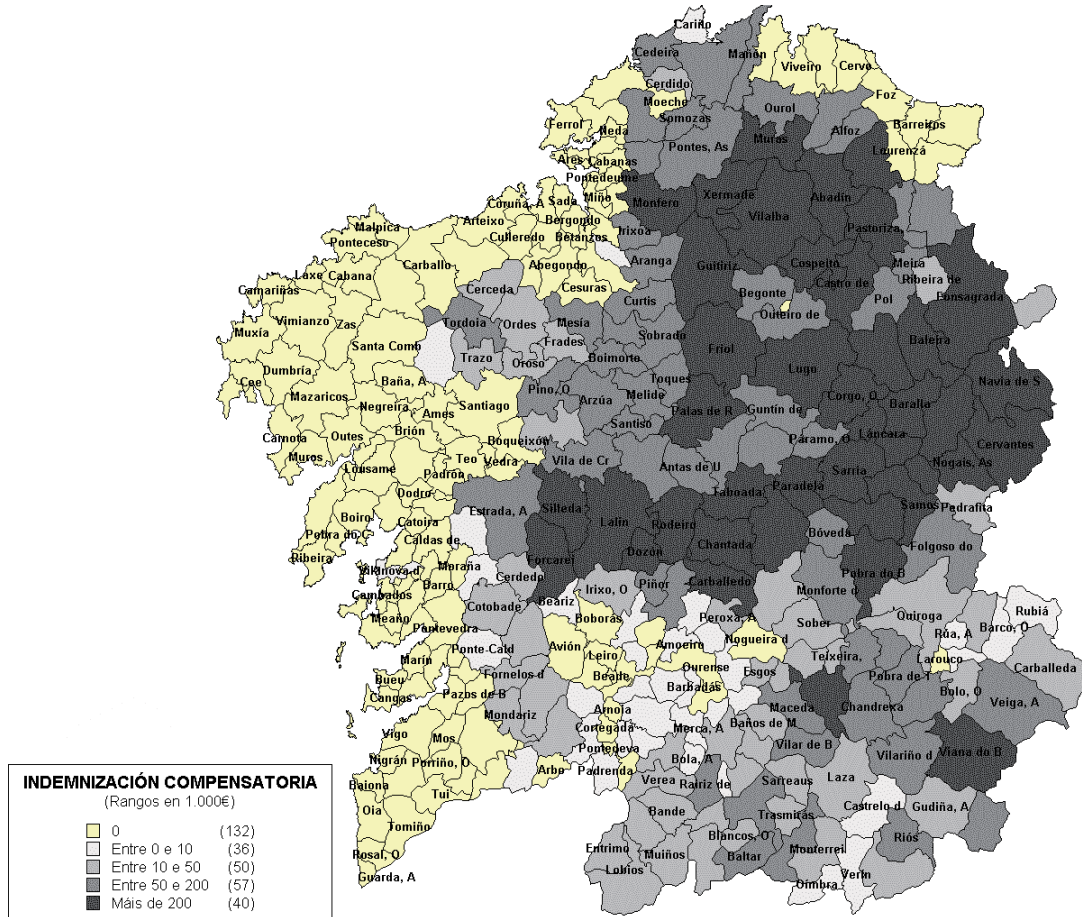 Cariño
Cedeira
Mañón
Viveiro
Cervo
Cerdido
Foz
Moeche
Ourol
Ferrol
Neda
Somozas
Alfoz
Barreiros
Muras
Pontes, As
Lourenzá
Ares
Cabanas
Pontedeume
Miño
Monfero
Xermade
Abadín
Vilalba
Coruña, A
Sada
Arteixo
Bergondo
Malpica
Ponteceso
Culleredo
Betanzos
Irixoa
Pastoriza,
Laxe
Cabana
Carballo
Abegondo
Aranga
Guitiriz
Cospeito
Meira
Camariñas
Cerceda
Cesuras
Begonte
Castro de
Ribeira de
Pol
Fonsagrada
Curtis
Outeiro de
Muxía
Vimianzo
Zas
Tordoia
Ordes
Mesía
Sobrado
Baleira
Santa Comb
Frades
Friol
Trazo
Oroso
Boimorto
Lugo
Cee
Dumbría
Baña, A
Toques
Navia de S
Mazaricos
Pino, O
Arzúa
Melide
Corgo, O
Negreira
Ames
Santiago
Palas de R
Guntín de
Baralla
Carnota
Outes
Brión
Boqueixón
Santiso
Páramo, O
Láncara
Cervantes
Muros
Lousame
Teo
Vedra
Vila de Cr
Antas de U
Nogais, As
Padrón
Sarria
Dodro
Taboada
Paradela
Boiro
Catoira
Estrada, A
Silleda
Lalín
Rodeiro
Samos
Pedrafita
Pobra do C
Caldas de
Chantada
Bóveda
Ribeira
Forcarei
Dozón
Folgoso do
Vilanova d
Moraña
Cerdedo
Carballedo
Pobra do B
Cambados
Barro
Beariz
Irixo, O
Piñor
Monforte d
Meaño
Cotobade
Boborás
Peroxa, A
Sober
Quiroga
Rubiá
Pontevedra
Avión
Amoeiro
Nogueira d
Rúa, A
Barco, O
Ponte-Cald
Leiro
Ourense
Teixeira,
Larouco
Marín
Fornelos d
Beade
Barbadás
Esgos
Pobra de T
Carballeda
Bueu
Cangas
Pazos de B
Arnoia
Maceda
Chandrexa
Bolo, O
Veiga, A
Mondariz
Cortegada
Merca, A
Baños de M
Vigo
Mos
Pontedeva
Vilar de B
Vilariño d
Viana do B
Nigrán
Porriño, O
Arbo
Padrenda
Bola, A
Baiona
Tui
Verea
Rairiz de
Sarreaus
Laza
Oia
Bande
Trasmirás
Castrelo d
Gudiña, A
Tomiño
Blancos, O
Riós
Rosal, O
Entrimo
Muíños
Baltar
Monterrei
Guarda, A
Lobios
Verín
Oímbra
INDEMNIZACIÓN COMPENSATORIA
(Rangos en 1.000€)
0 (132)
Entre 0 e 10 (36)
Entre 10 e 50 (50)
Entre 50 e 200 (57)
Máis de 200 (40)